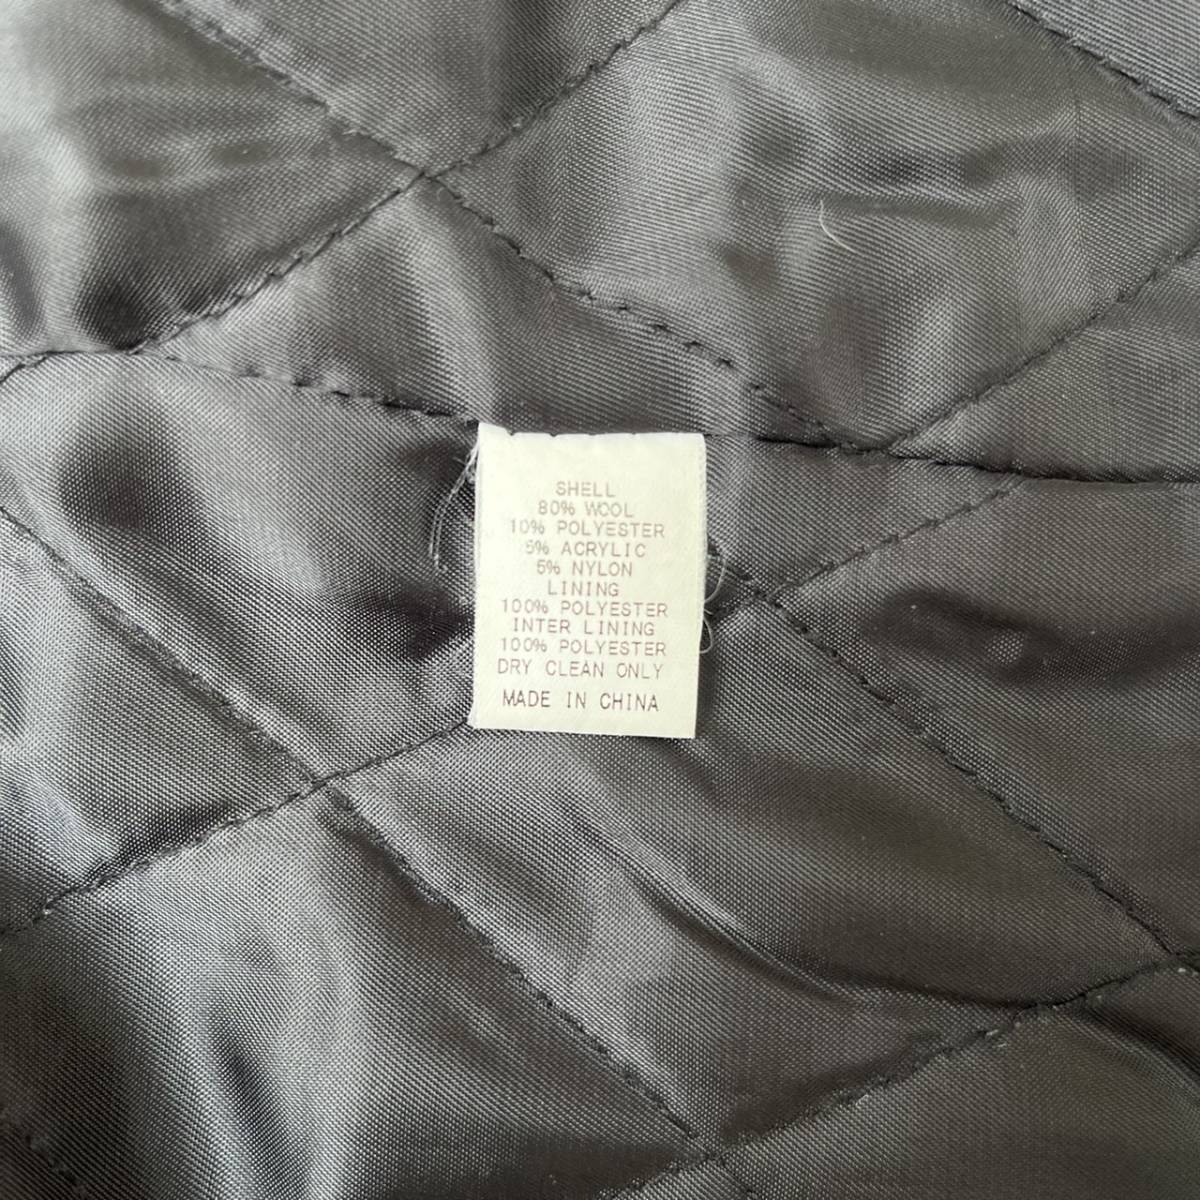 SHELL
80% WOOL
10% POLYESTER
5% ACRYLIC
5% NYLON
LINING
100% POLYESTER
INTER LINING
100% POLYESTER
DRY CLEAN ONLY
MADE IN CHINA